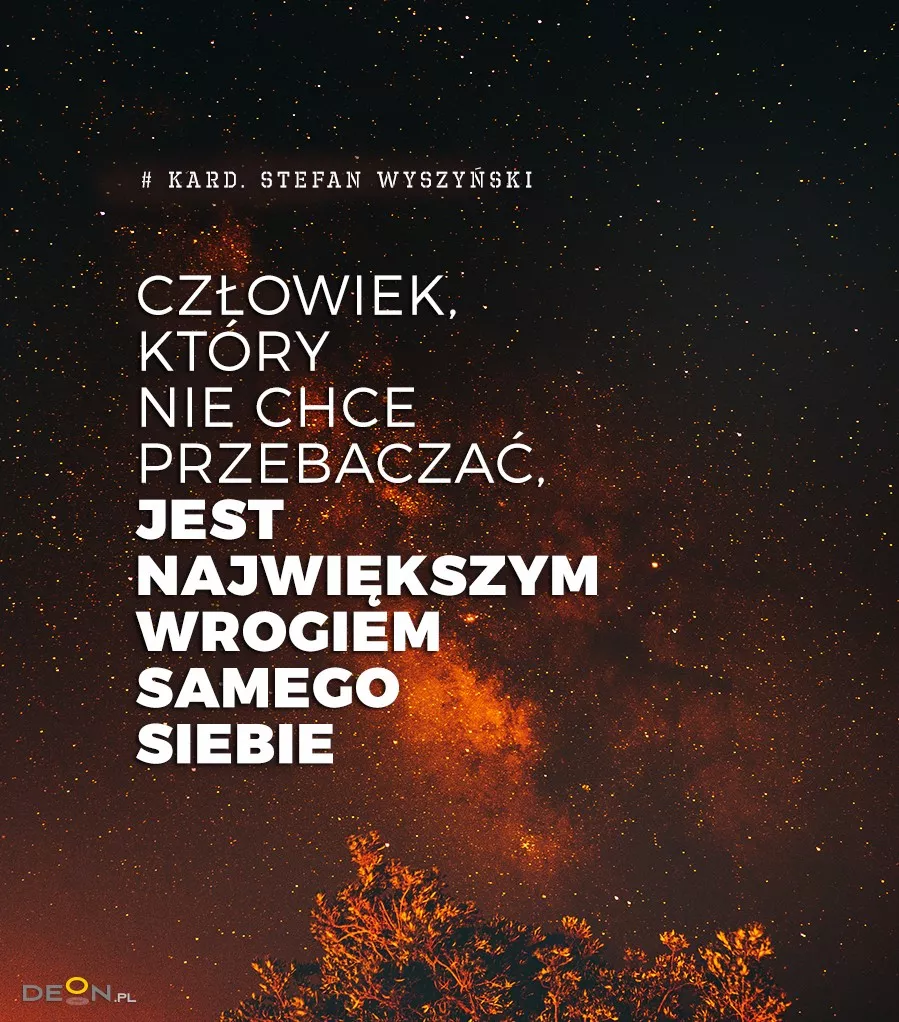 # KARD. STEFAN WYSZYŃSKI
CZŁOWIEK,
KTÓRY
NIE CHCE
PRZEBACZAĆ,
JEST
NAJWIĘKSZYM
WROGIEM
SAMEGO
SIEBIE
DEON.PL